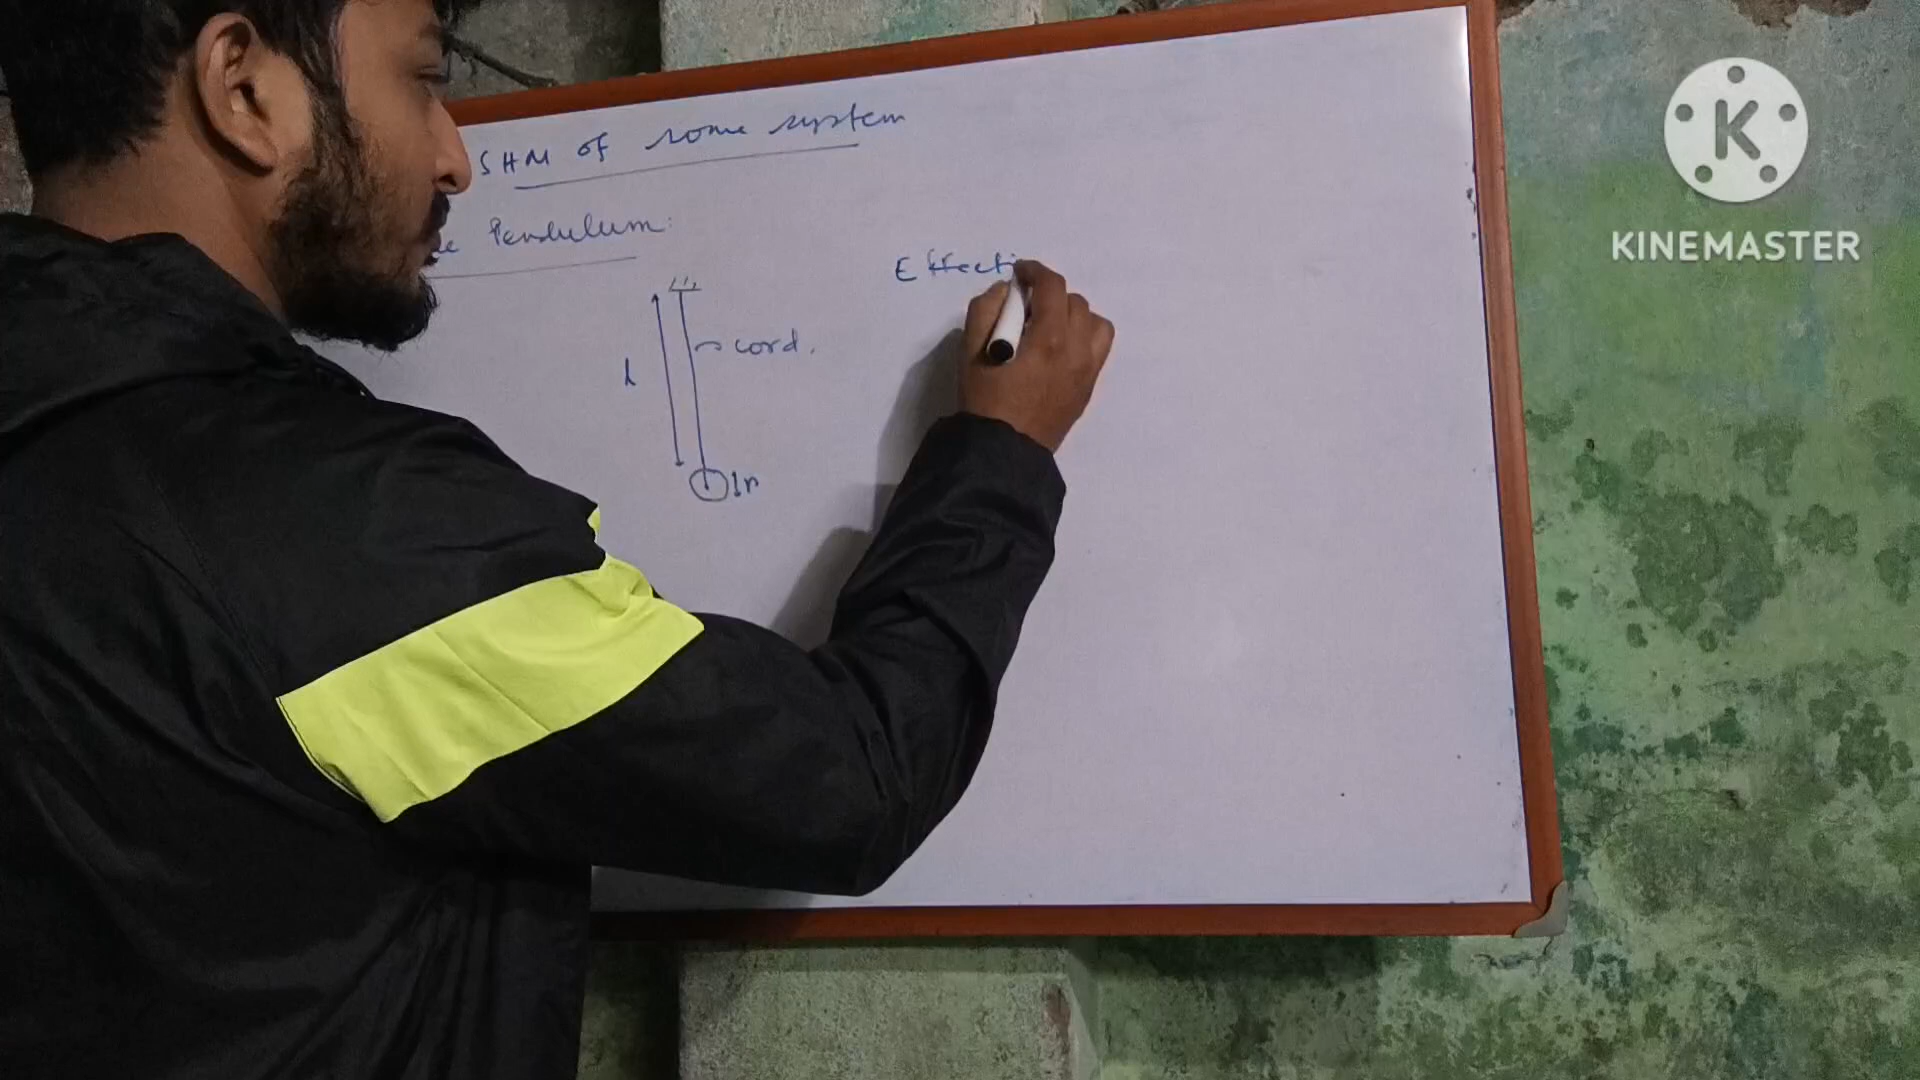 SHM of some system
Pendulum:
Effecti
cord.
l
r
K
KINEMASTER